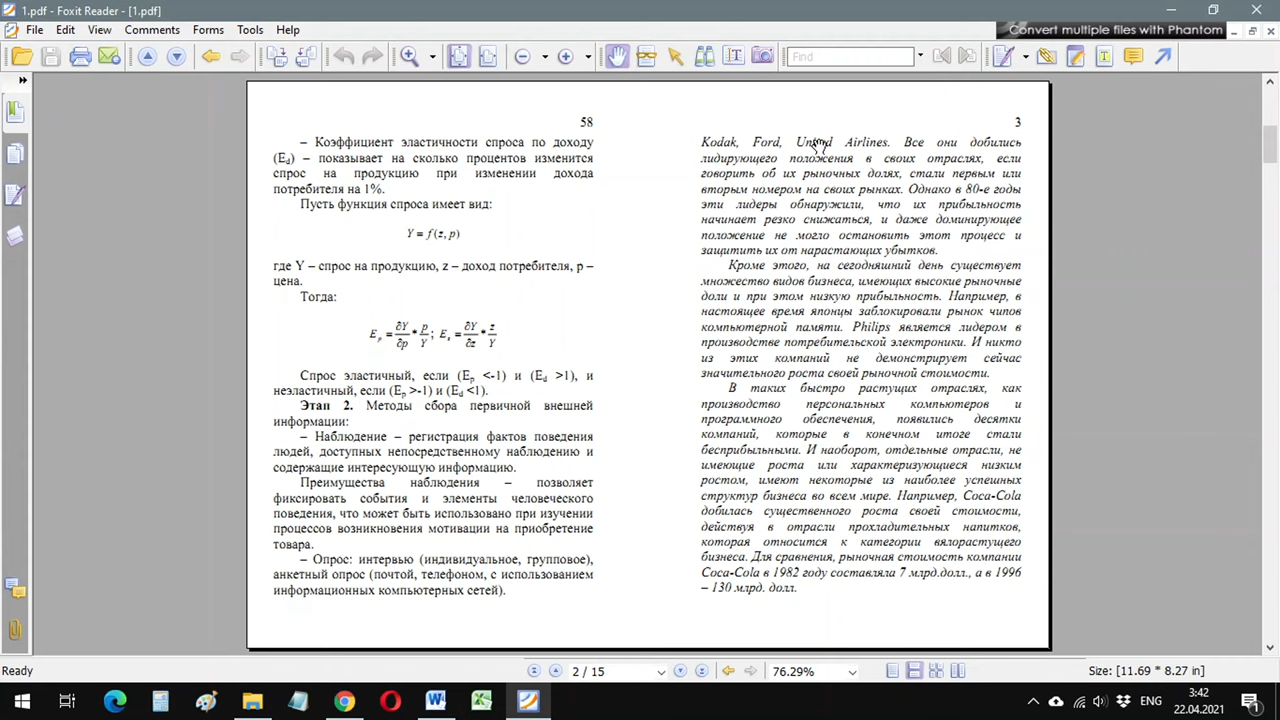 1.pdf - Foxit Reader - [1.pdf]
File Edit View Comments Forms Tools Help
Convert multiple files with Phantom
Find
58
– Коэффициент эластичности спроса по доходу
(Ed) – показывает на сколько процентов изменится
спрос на продукцию при изменении дохода
потребителя на 1%.
Пусть функция спроса имеет вид:
Y = f(z, p)
где Y – спрос на продукцию, z – доход потребителя, p –
цена.
Тогда:
E_p = ∂Y/∂p * p/Y; E_z = ∂Y/∂z * z/Y
Спрос эластичный, если (Ep <-1) и (Ed >1), и
неэластичный, если (Ep >-1) и (Ed <1).
Этап 2. Методы сбора первичной внешней
информации:
– Наблюдение – регистрация фактов поведения
людей, доступных непосредственному наблюдению и
содержащие интересующую информацию.
Преимущества наблюдения – позволяет
фиксировать события и элементы человеческого
поведения, что может быть использовано при изучении
процессов возникновения мотивации на приобретение
товара.
– Опрос: интервью (индивидуальное, групповое),
анкетный опрос (почтой, телефоном, с использованием
информационных компьютерных сетей).
3
Kodak, Ford, United Airlines. Все они добились
лидирующего положения в своих отраслях, если
говорить об их рыночных долях, стали первым или
вторым номером на своих рынках. Однако в 80-е годы
эти лидеры обнаружили, что их прибыльность
начинает резко снижаться, и даже доминирующее
положение не могло остановить этот процесс и
защитить их от нарастающих убытков.
Кроме этого, на сегодняшний день существует
множество видов бизнеса, имеющих высокие рыночные
доли и при этом низкую прибыльность. Например, в
настоящее время японцы заблокировали рынок чипов
компьютерной памяти. Philips является лидером в
производстве потребительской электроники. И никто
из этих компаний не демонстрирует сейчас
значительного роста своей рыночной стоимости.
В таких быстро растущих отраслях, как
производство персональных компьютеров и
программного обеспечения, появились десятки
компаний, которые в конечном итоге стали
бесприбыльными. И наоборот, отдельные отрасли, не
имеющие роста или характеризующиеся низким
ростом, имеют некоторые из наиболее успешных
структур бизнеса во всем мире. Например, Coca-Cola
добилась существенного роста своей стоимости,
действуя в отрасли прохладительных напитков,
которая относится к категории вялорастущего
бизнеса. Для сравнения, рыночная стоимость компании
Coca-Cola в 1982 году составляла 7 млрд.долл., а в 1996
– 130 млрд. долл.
Ready 2 / 15 76.29% Size: [11.69 * 8.27 in]
ENG 3:42
22.04.2021